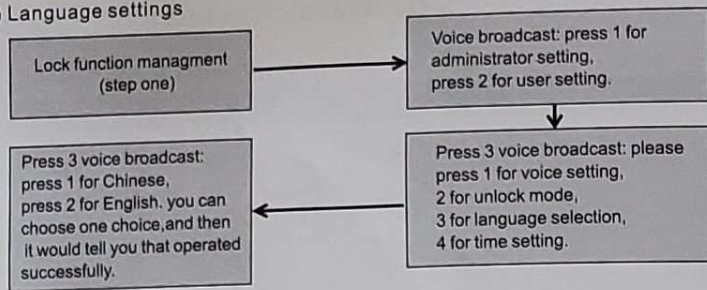 Language settings
Lock function managment
(step one)
Voice broadcast: press 1 for
administrator setting,
press 2 for user setting.
Press 3 voice broadcast: please
press 1 for voice setting,
2 for unlock mode,
3 for language selection,
4 for time setting.
Press 3 voice broadcast:
press 1 for Chinese,
press 2 for English. you can
choose one choice,and then
it would tell you that operated
successfully.